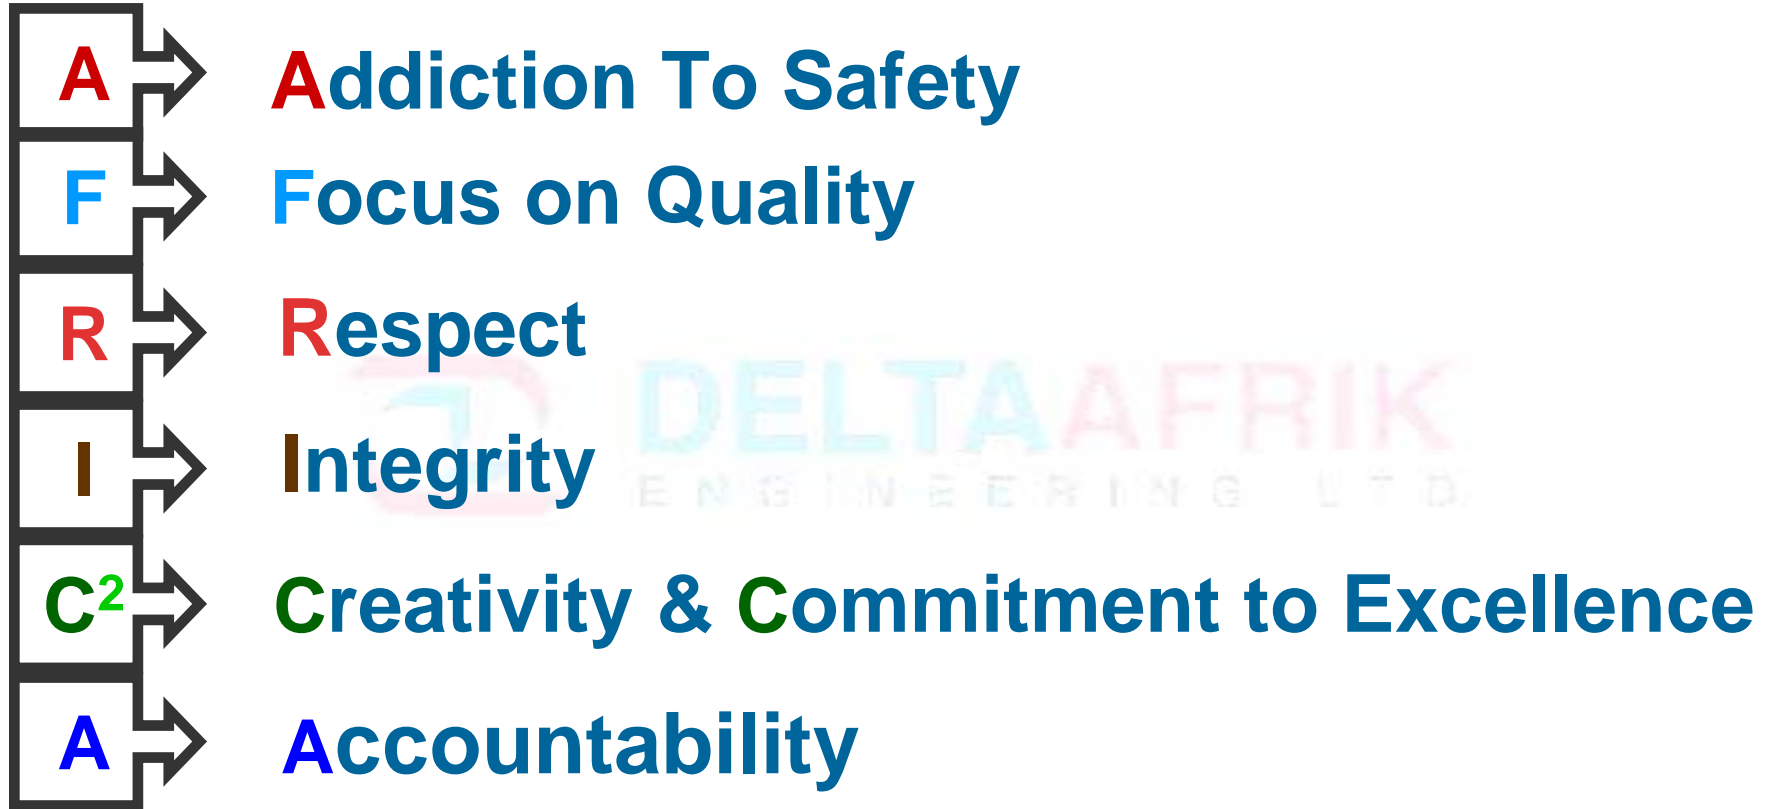 A Addiction To Safety
F Focus on Quality
R Respect
DELTAAFRIK
I Integrity
ENGINEERING LTD
C² Creativity & Commitment to Excellence
A Accountability